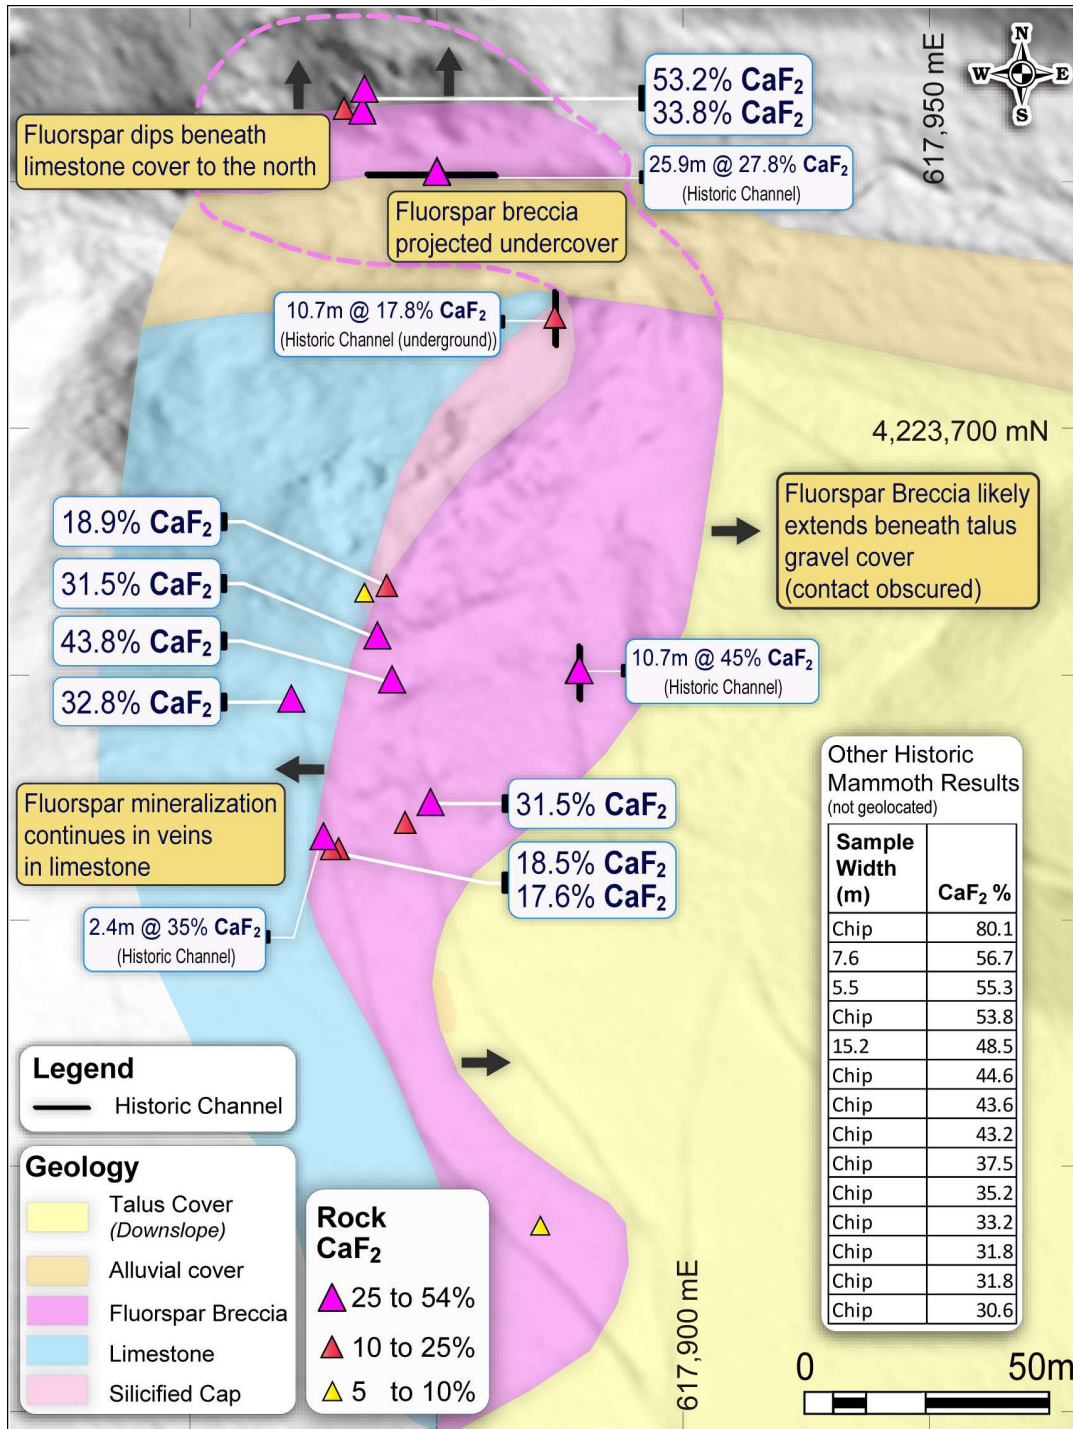 N
W E
S
617,950 mE
53.2% CaF₂
33.8% CaF₂
Fluorspar dips beneath
limestone cover to the north
25.9m @ 27.8% CaF₂
(Historic Channel)
Fluorspar breccia
projected undercover
10.7m @ 17.8% CaF₂
(Historic Channel (underground))
4,223,700 mN
Fluorspar Breccia likely
extends beneath talus
gravel cover
(contact obscured)
18.9% CaF₂
31.5% CaF₂
43.8% CaF₂
32.8% CaF₂
10.7m @ 45% CaF₂
(Historic Channel)
Fluorspar mineralization
continues in veins
in limestone
31.5% CaF₂
18.5% CaF₂
17.6% CaF₂
2.4m @ 35% CaF₂
(Historic Channel)
Other Historic
Mammoth Results
(not geolocated)
Sample
Width
(m) CaF₂ %
Chip 80.1
7.6 56.7
5.5 55.3
Chip 53.8
15.2 48.5
Chip 44.6
Chip 43.6
Chip 43.2
Chip 37.5
Chip 35.2
Chip 33.2
Chip 31.8
Chip 31.8
Chip 30.6
Legend
Historic Channel
Geology
Talus Cover
(Downslope)
Alluvial cover
Fluorspar Breccia
Limestone
Silicified Cap
Rock
CaF₂
25 to 54%
10 to 25%
5 to 10%
617,900 mE
0 50m